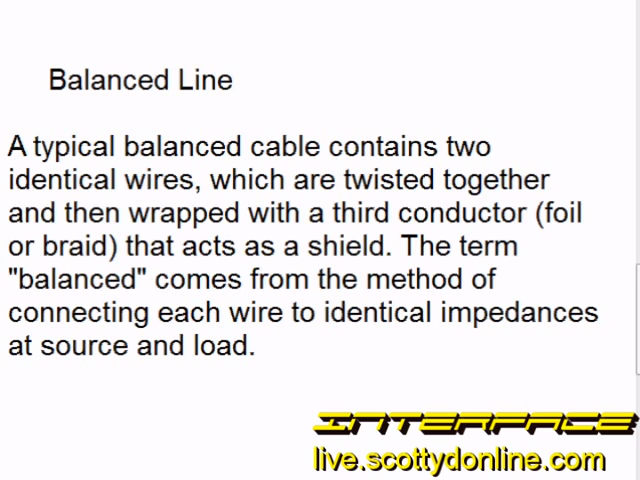 Balanced Line
A typical balanced cable contains two
identical wires, which are twisted together
and then wrapped with a third conductor (foil
or braid) that acts as a shield. The term
"balanced" comes from the method of
connecting each wire to identical impedances
at source and load.
INTERFACE
live.scottydonline.com